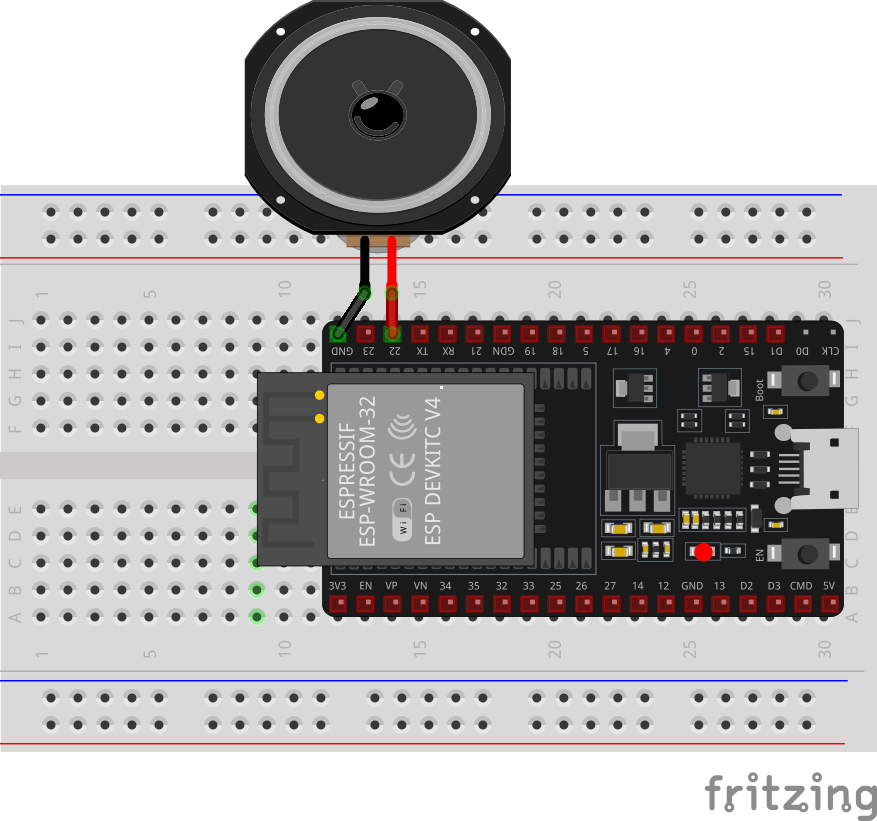 1 5 10 15 20 25 30
J
I
H
G
F
J
I
H
G
F
GND 23 22 TX RX 21 GND 19 18 5 17 16 4 0 2 15 D1 D0 CLK
Boot
ESPRESSIF
ESP-WROOM-32
CE
Wi Fi
ESP DEVKITC V4
EN
E
D
C
B
A
E
D
C
B
A
3V3 EN VP VN 34 35 32 33 25 26 27 14 12 GND 13 D2 D3 CMD 5V
1 5 10 15 20 25 30
fritzing